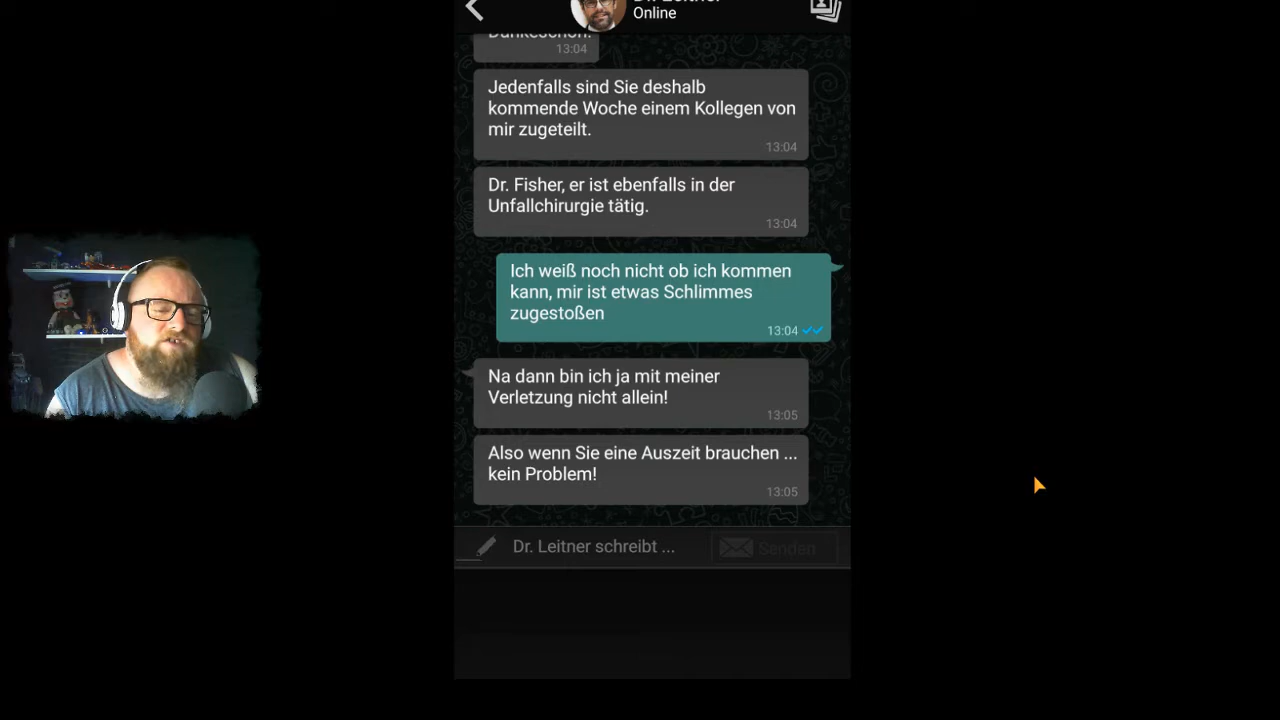 Dr. Leitner
Online
Dankeschön!
13:04
Jedenfalls sind Sie deshalb
kommende Woche einem Kollegen von
mir zugeteilt.
13:04
Dr. Fisher, er ist ebenfalls in der
Unfallchirurgie tätig.
13:04
Ich weiß noch nicht ob ich kommen
kann, mir ist etwas Schlimmes
zugestoßen
13:04
Na dann bin ich ja mit meiner
Verletzung nicht allein!
13:05
Also wenn Sie eine Auszeit brauchen ...
kein Problem!
13:05
Dr. Leitner schreibt ...
Senden